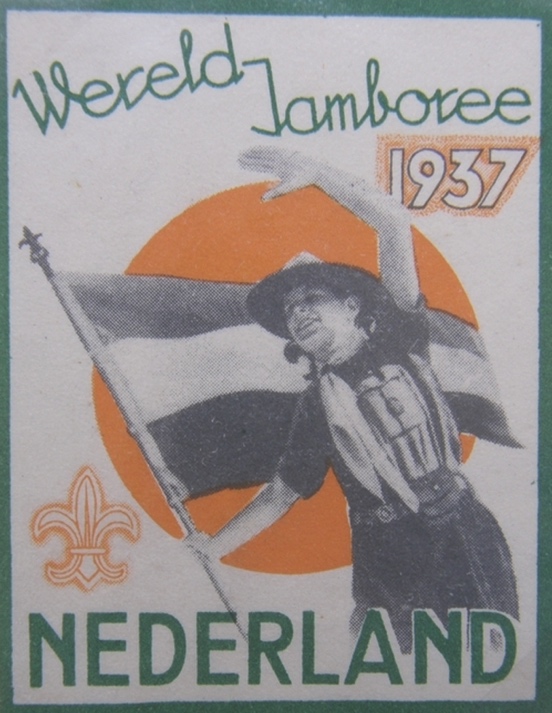 Wereld-
Jamboree
1937
NEDERLAND